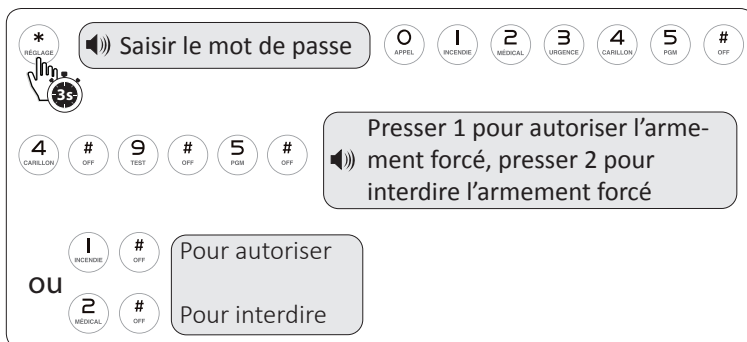 * RÉGLAGE 3s Saisir le mot de passe 0 APPEL 1 INCENDIE 2 MÉDICAL 3 URGENCE 4 CARILLON 5 PGM # OFF
4 CARILLON # OFF 9 TEST # OFF 5 PGM # OFF
Presser 1 pour autoriser l’arme-
ment forcé, presser 2 pour
interdire l’armement forcé
1 INCENDIE # OFF Pour autoriser
ou
2 MÉDICAL # OFF Pour interdire